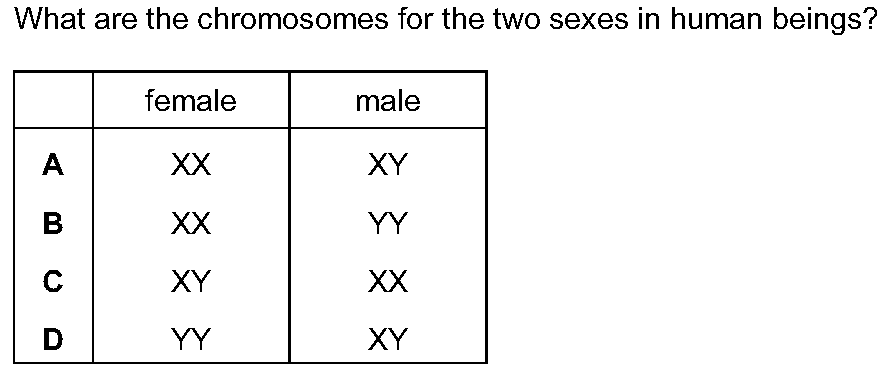 What are the chromosomes for the two sexes in human beings?
female male
A XX XY
B XX YY
C XY XX
D YY XY